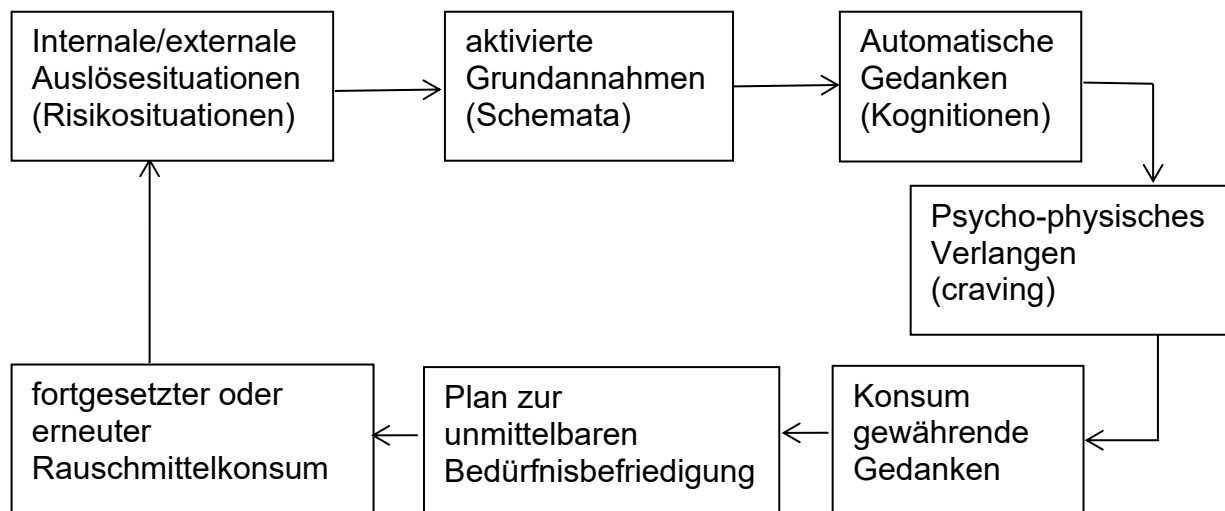 Internale/externale
Auslösesituationen
(Risikosituationen)
aktivierte
Grundannahmen
(Schemata)
Automatische
Gedanken
(Kognitionen)
Psycho-physisches
Verlangen
(craving)
Konsum
gewährende
Gedanken
Plan zur
unmittelbaren
Bedürfnisbefriedigung
fortgesetzter oder
erneuter
Rauschmittelkonsum